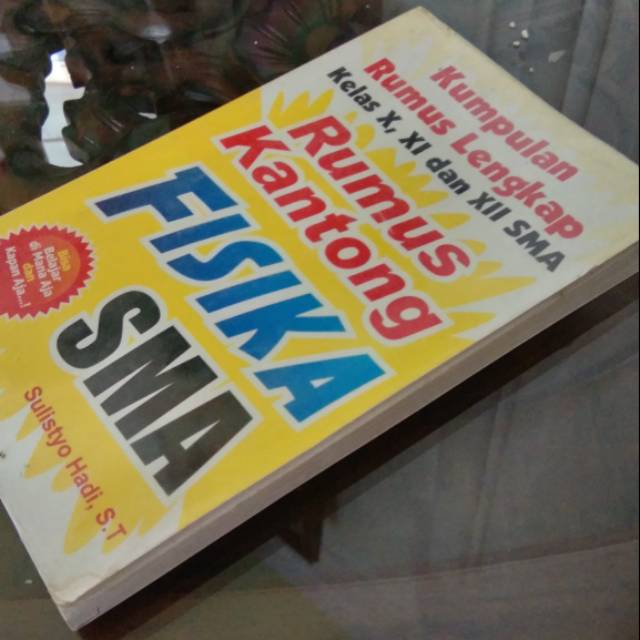 Kumpulan
Rumus Lengkap
Kelas X, XI dan XII SMA
Rumus
Kantong
FISIKA
SMA
Bisa
Belajar
di Mana Aja
dan
Kapan Aja...!
Sulistyo Hadi, S.T